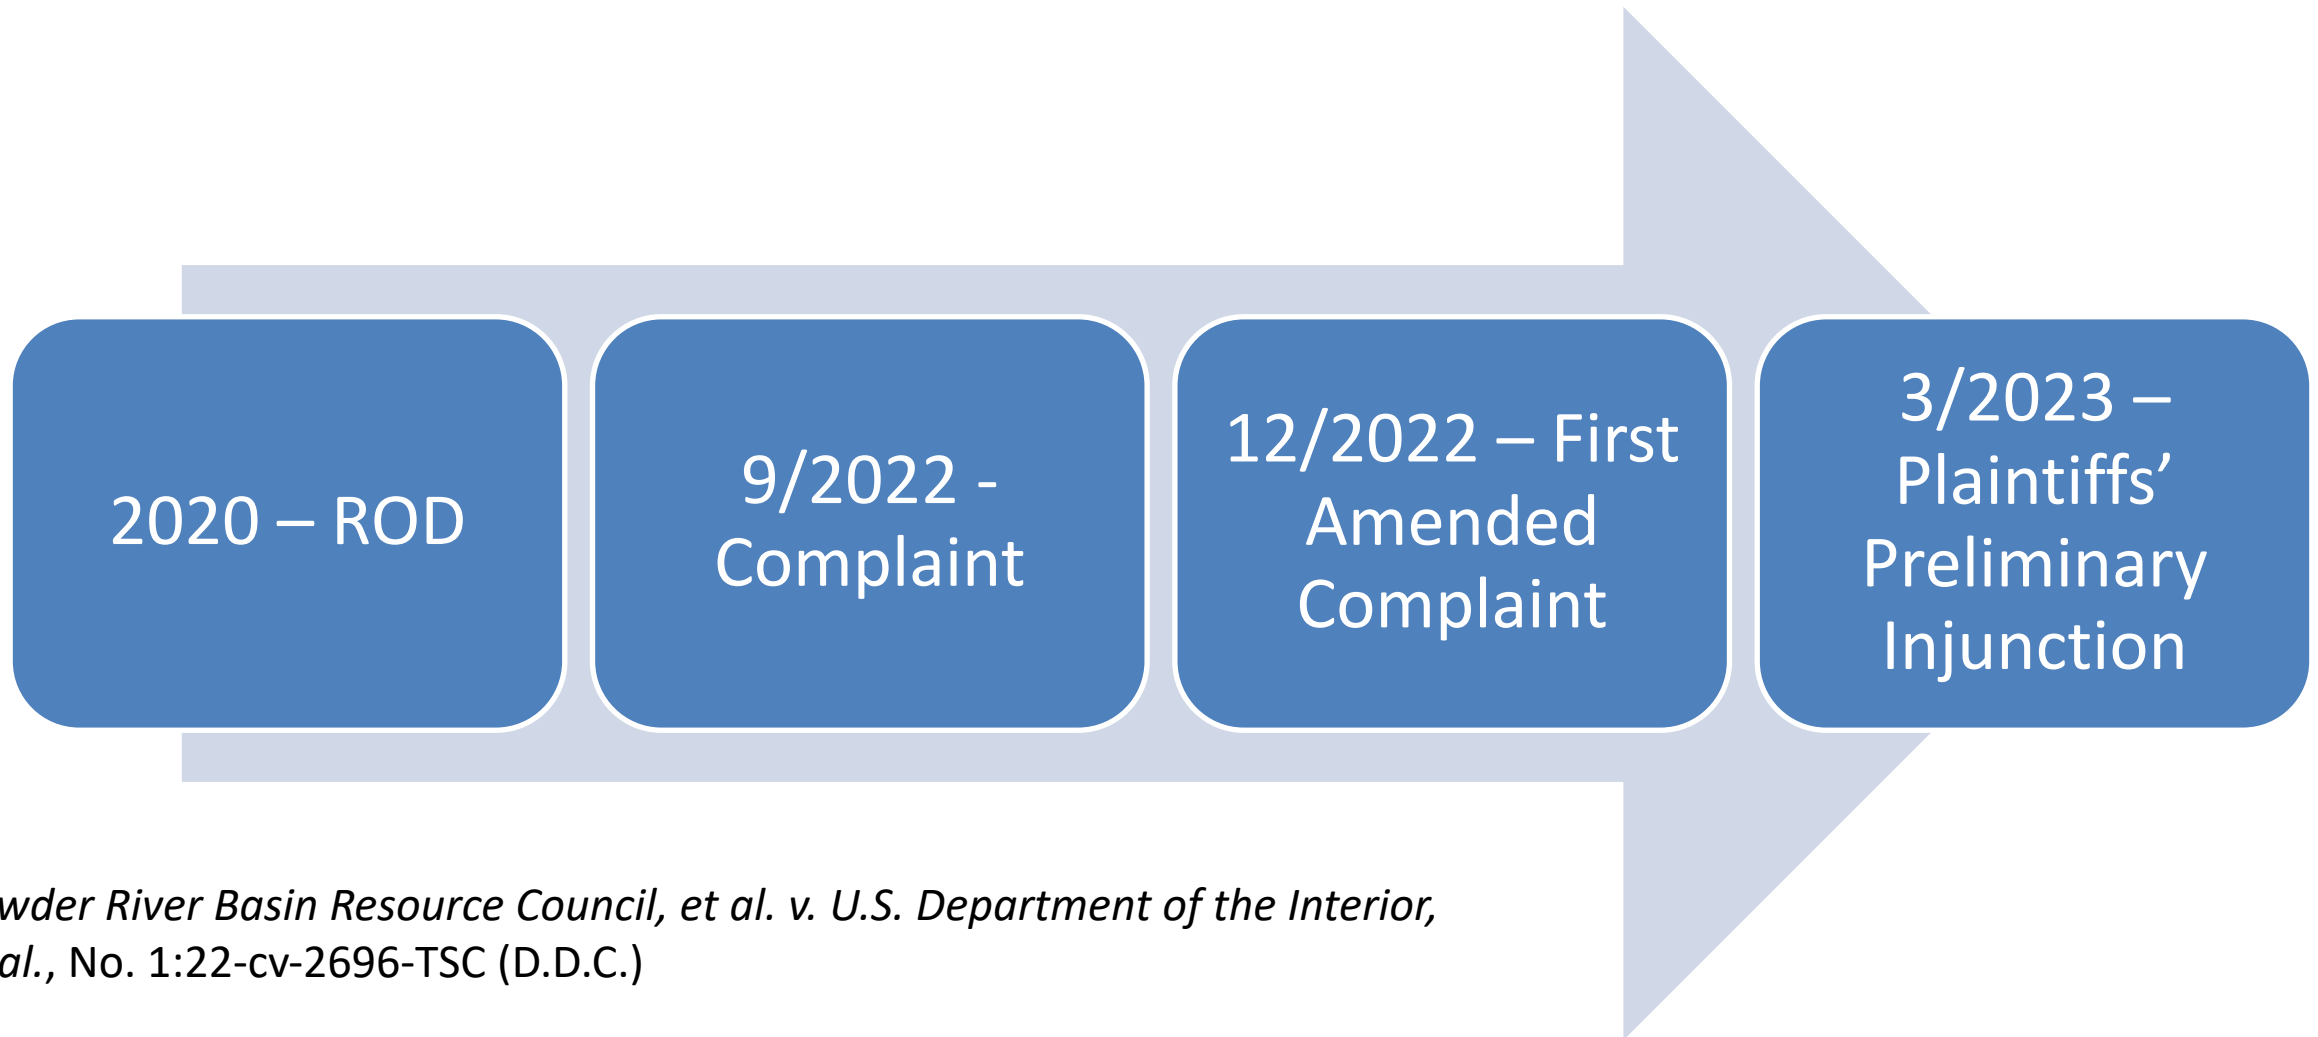 2020 – ROD
9/2022 -
Complaint
12/2022 – First
Amended
Complaint
3/2023 –
Plaintiffs’
Preliminary
Injunction
wder River Basin Resource Council, et al. v. U.S. Department of the Interior,
al., No. 1:22-cv-2696-TSC (D.D.C.)